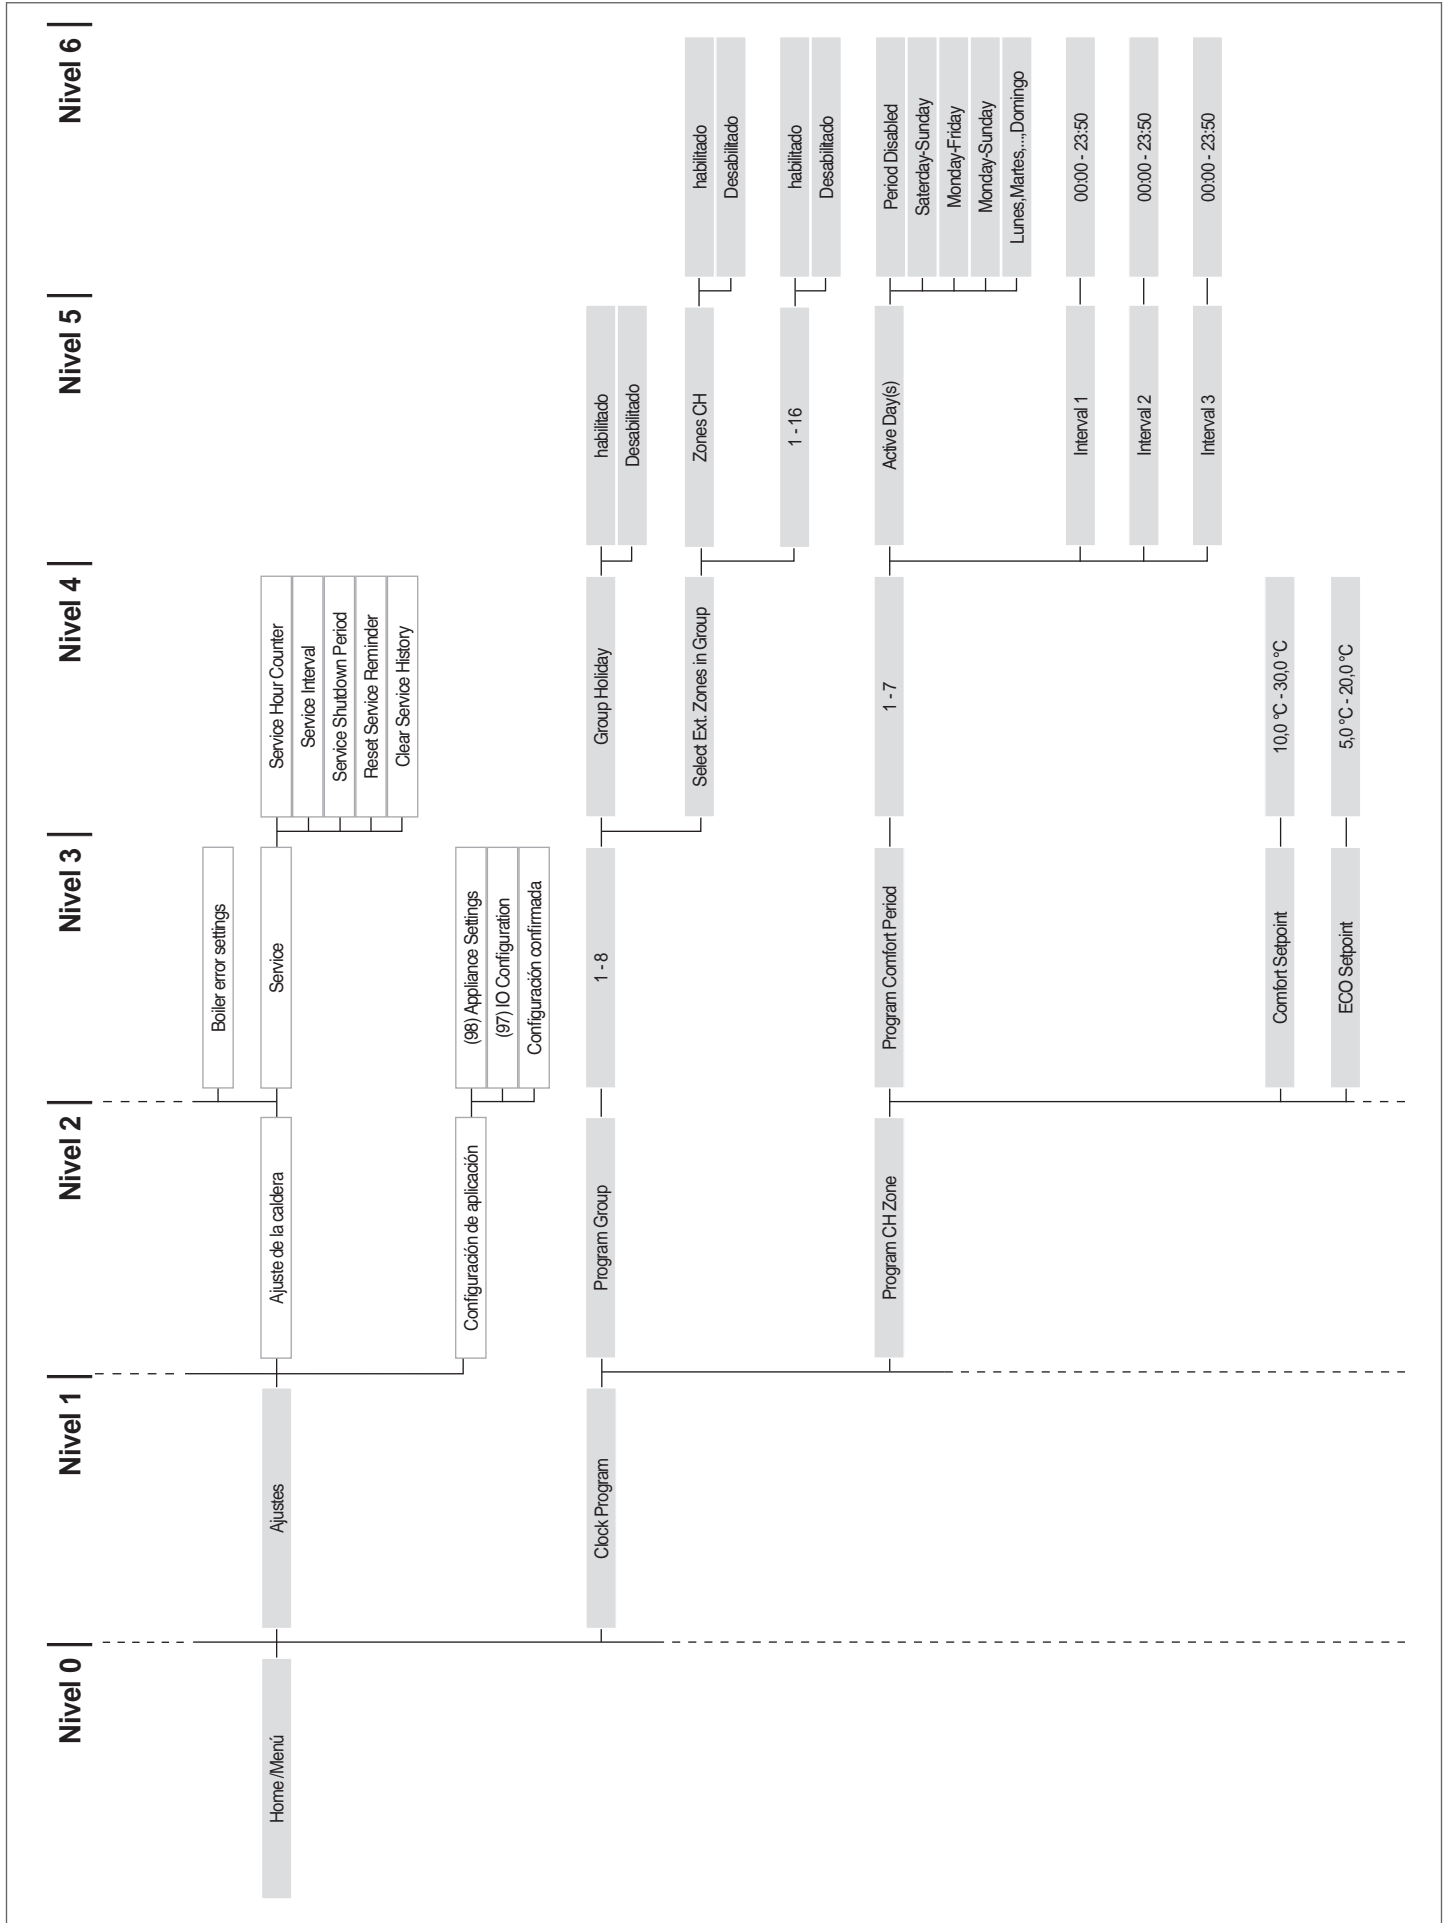 Nivel 0
Nivel 1
Nivel 2
Nivel 3
Nivel 4
Nivel 5
Nivel 6
Boiler error settings
Home /Menú
Ajustes
Ajuste de la caldera
Service
Service Hour Counter
Service Interval
Service Shutdown Period
Reset Service Reminder
Clear Service History
Configuración de aplicación
(98) Appliance Settings
(97) IO Configuration
Configuración confirmada
Clock Program
Program Group
1 - 8
Group Holiday
habilitado
Desabilitado
Select Ext. Zones in Group
Zones CH
habilitado
Desabilitado
1 - 16
habilitado
Desabilitado
Program CH Zone
Program Comfort Period
1 - 7
Active Day(s)
Period Disabled
Saterday-Sunday
Monday-Friday
Monday-Sunday
Lunes,Martes,...,Domingo
Interval 1
00:00 - 23:50
Interval 2
00:00 - 23:50
Interval 3
00:00 - 23:50
Comfort Setpoint
10,0 °C - 30,0 °C
ECO Setpoint
5,0 °C - 20,0 °C